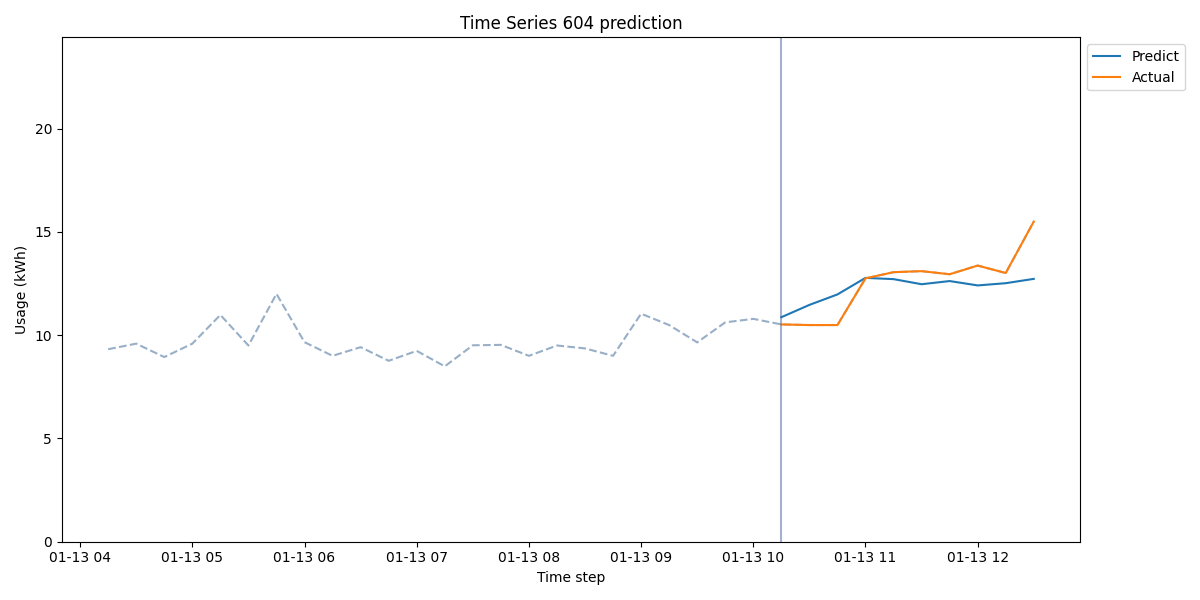 Time Series 604 prediction
Predict
Actual
Usage (kWh)
20
15
10
5
0
01-13 04
01-13 05
01-13 06
01-13 07
01-13 08
01-13 09
01-13 10
01-13 11
01-13 12
Time step